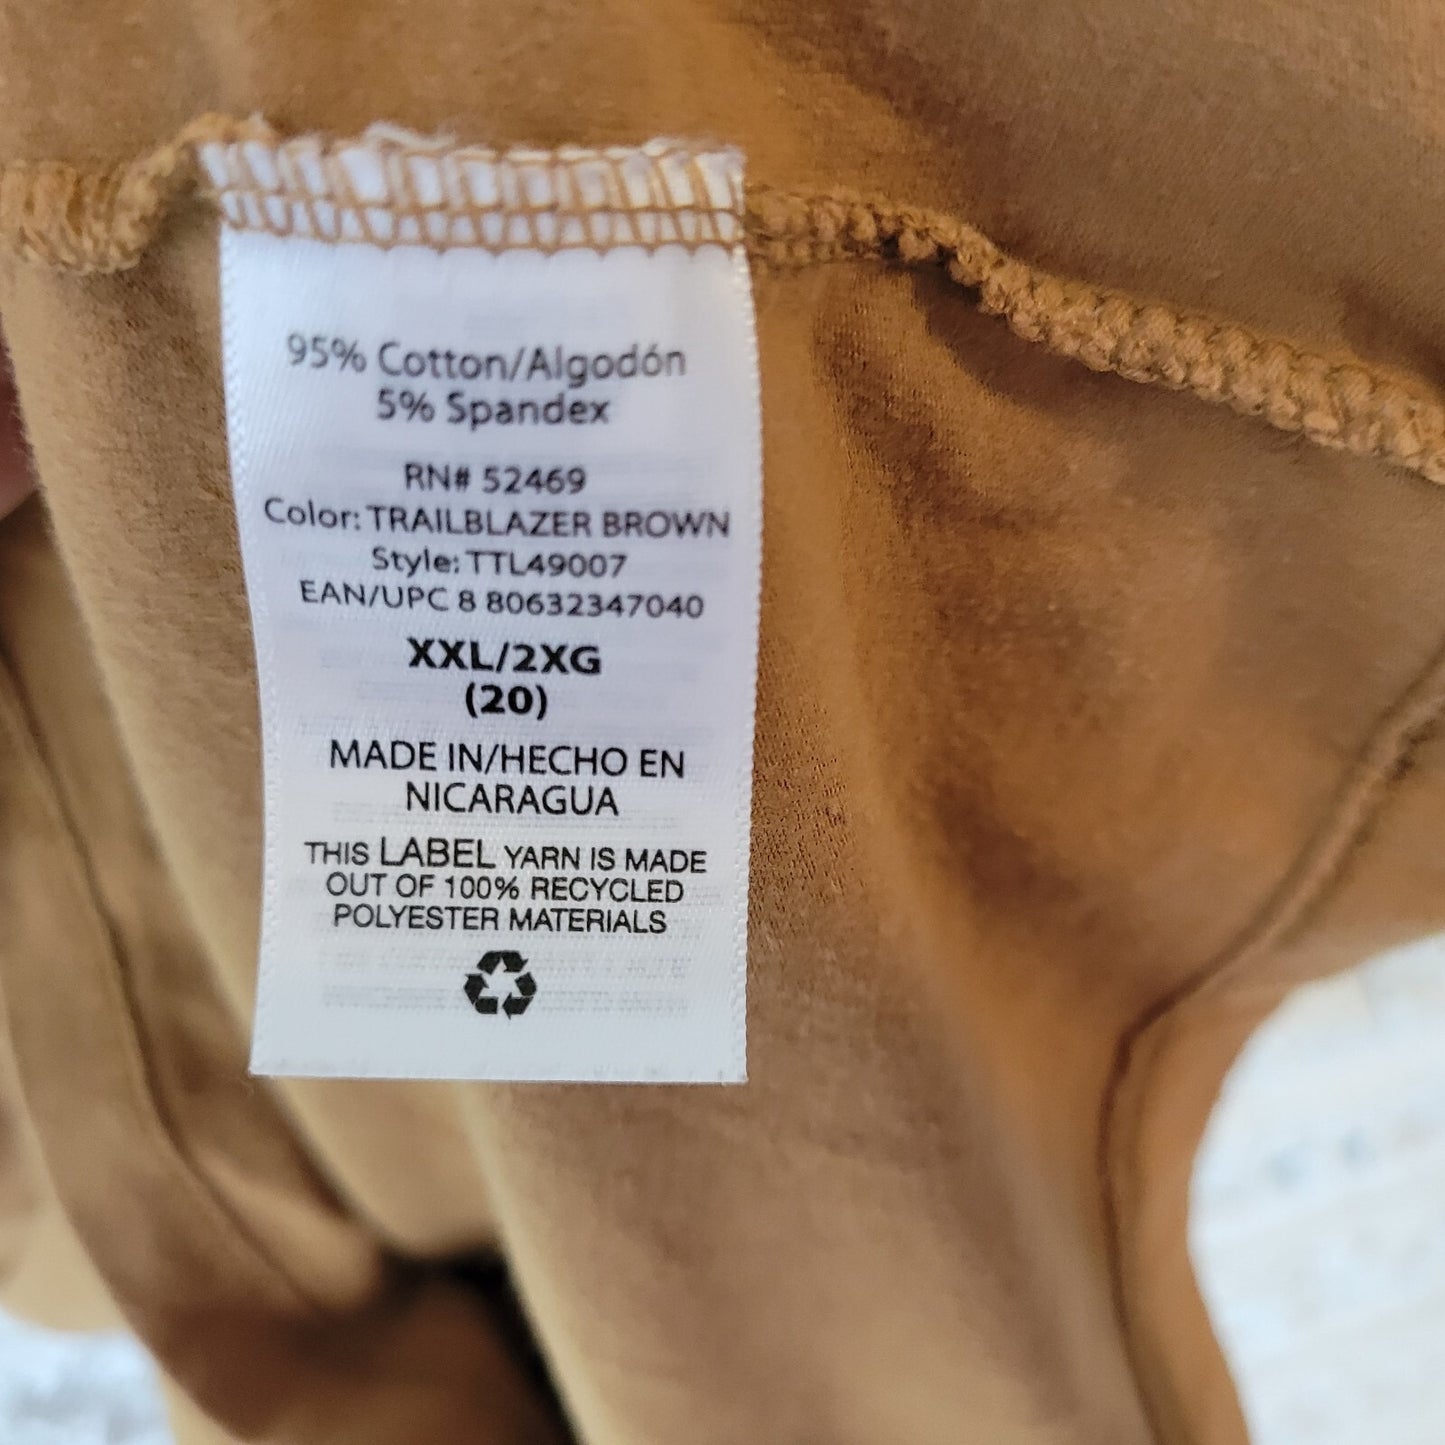 95% Cotton/Algodón
5% Spandex
RN# 52469
Color: TRAILBLAZER BROWN
Style: TTL49007
EAN/UPC 8 80632347040
XXL/2XG
(20)
MADE IN/HECHO EN
NICARAGUA
THIS LABEL YARN IS MADE
OUT OF 100% RECYCLED
POLYESTER MATERIALS